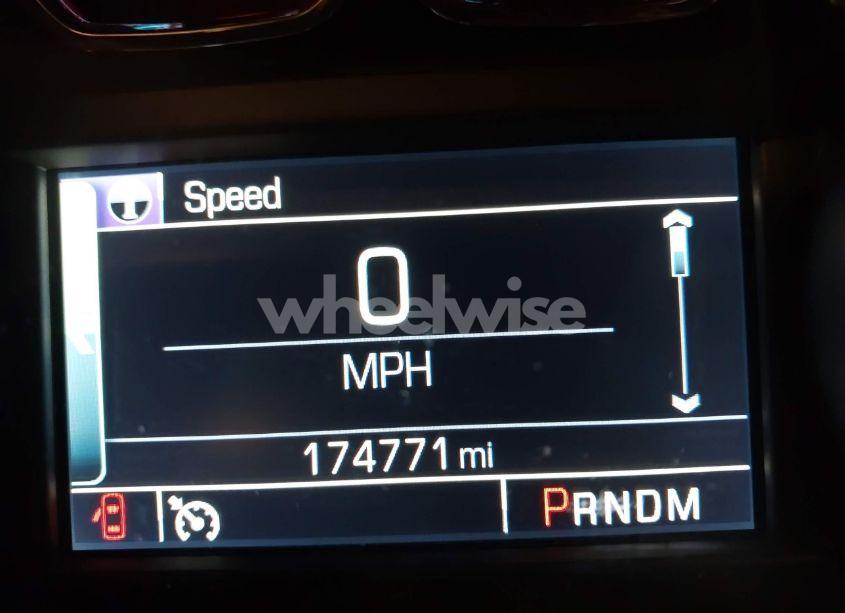 Speed
0
wheelwise
MPH
174771 mi
PRNDM